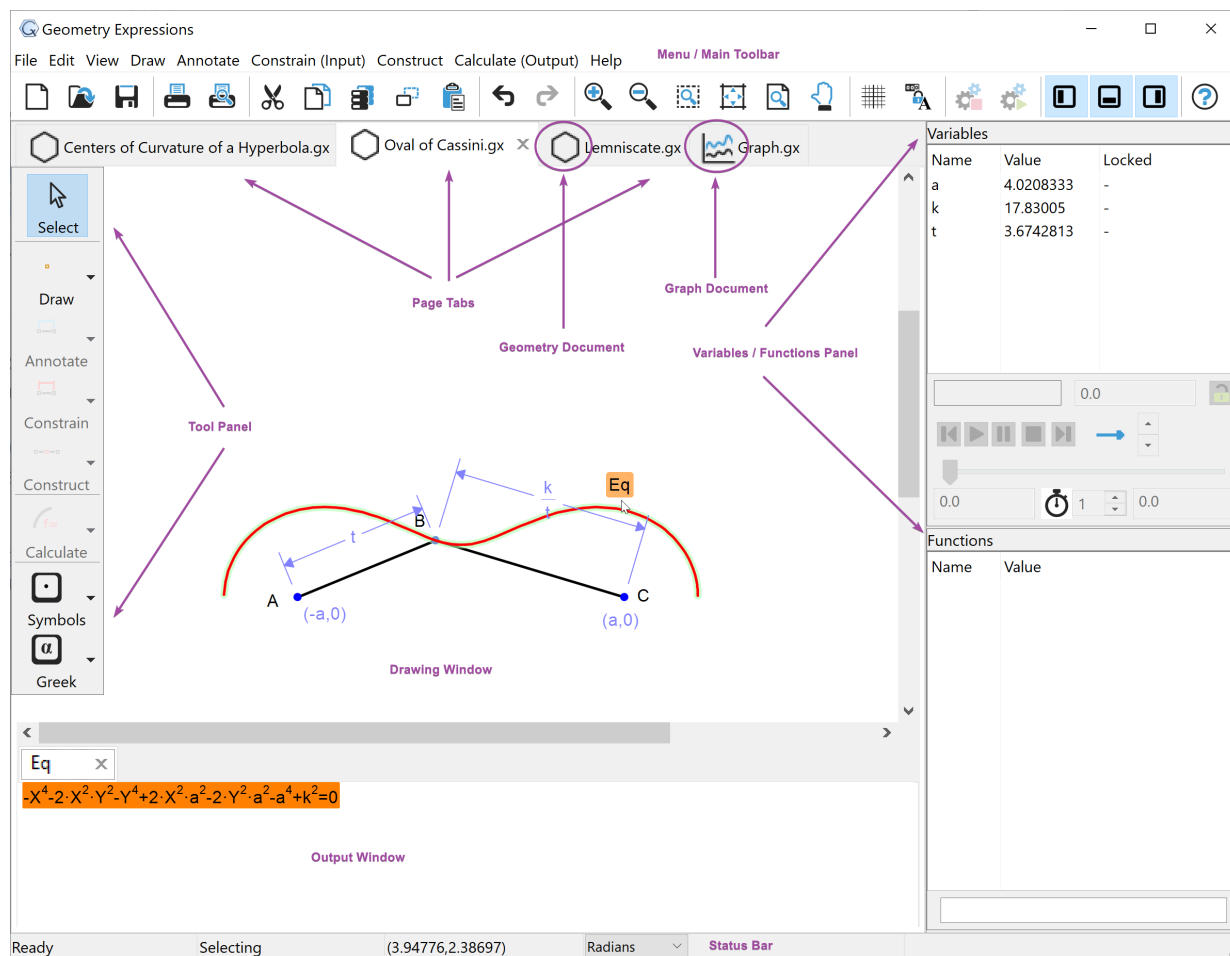 Geometry Expressions
File Edit View Draw Annotate Constrain (Input) Construct Calculate (Output) Help
Menu / Main Toolbar
Centers of Curvature of a Hyperbola.gx
Oval of Cassini.gx
Lemniscate.gx
Graph.gx
Select
Draw
Annotate
Constrain
Construct
Calculate
Symbols
α
Greek
Page Tabs
Geometry Document
Graph Document
Variables / Functions Panel
Tool Panel
Eq
k
t
B
t
A
C
(-a,0)
(a,0)
Drawing Window
Variables
Name Value Locked
a 4.0208333 -
k 17.83005 -
t 3.6742813 -
0.0
0.0 1 0.0
Functions
Name Value
Eq
-X⁴-2·X²·Y²-Y⁴+2·X²·a²-2·Y²·a²-a⁴+k²=0
Output Window
Ready Selecting (3.94776,2.38697) Radians Status Bar